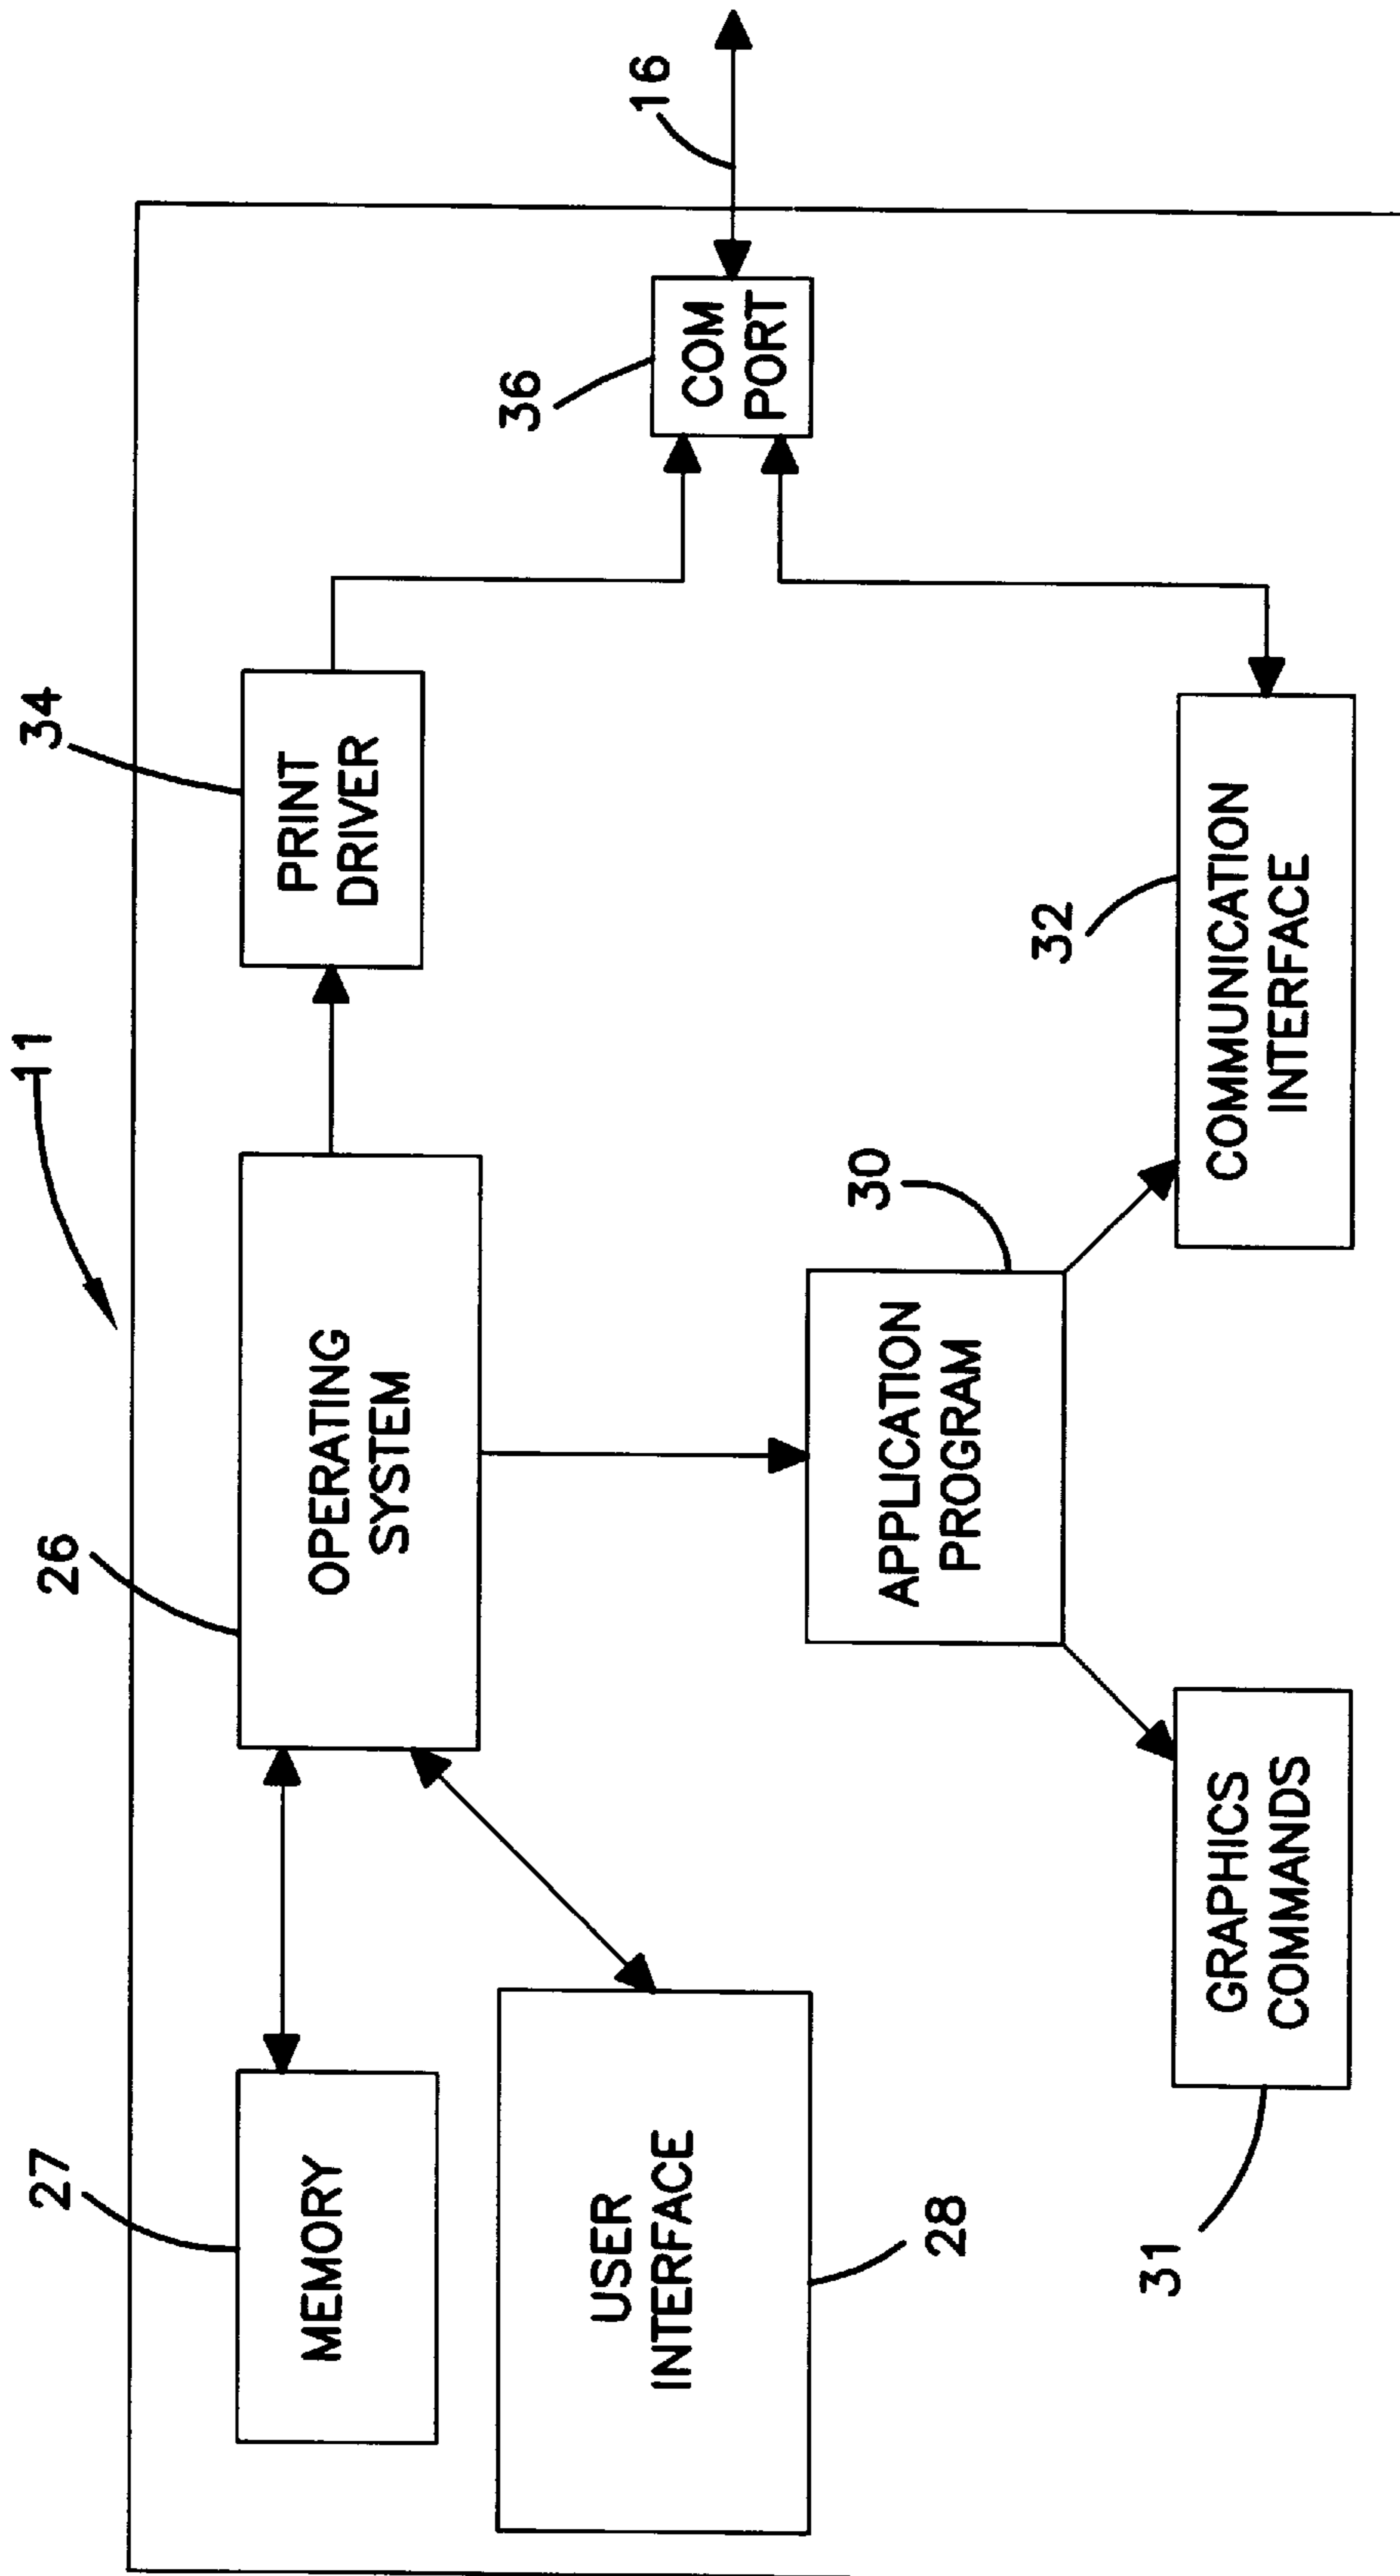 11
27
26
34
MEMORY
OPERATING
SYSTEM
PRINT
DRIVER
36
16
COM
PORT
USER
INTERFACE
28
30
APPLICATION
PROGRAM
32
31
GRAPHICS
COMMANDS
COMMUNICATION
INTERFACE